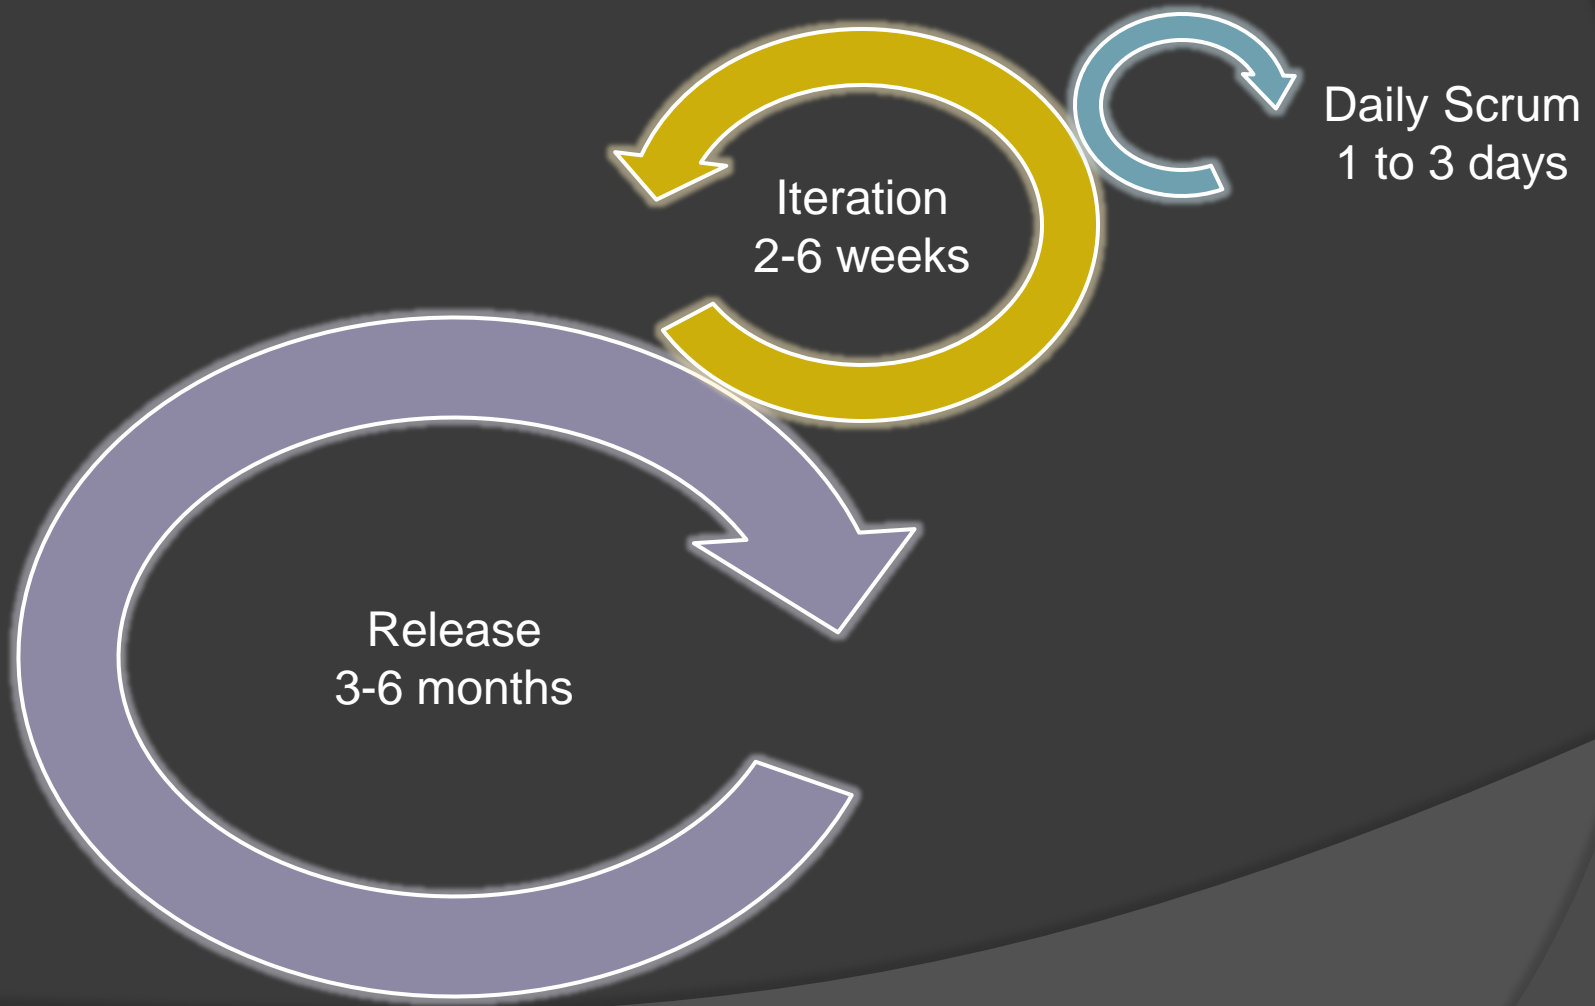 Daily Scrum
1 to 3 days
Iteration
2-6 weeks
Release
3-6 months